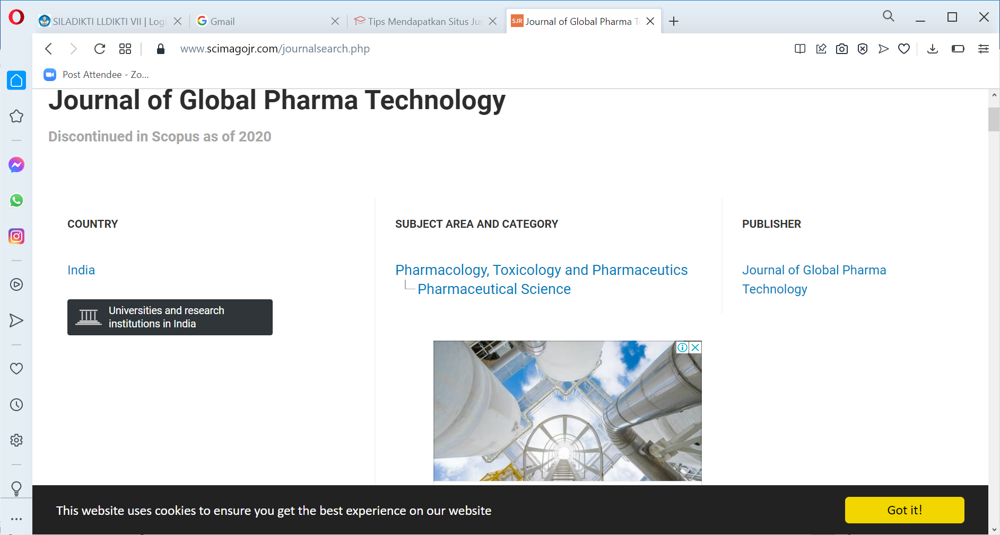 SILADIKTI LLDIKTI VII | Logi
Gmail
Tips Mendapatkan Situs Jur
SJR Journal of Global Pharma Te
www.scimagojr.com/journalsearch.php
Post Attendee - Zo...
Journal of Global Pharma Technology
Discontinued in Scopus as of 2020
COUNTRY
India
Universities and research
institutions in India
SUBJECT AREA AND CATEGORY
Pharmacology, Toxicology and Pharmaceutics
Pharmaceutical Science
PUBLISHER
Journal of Global Pharma
Technology
This website uses cookies to ensure you get the best experience on our website
Got it!